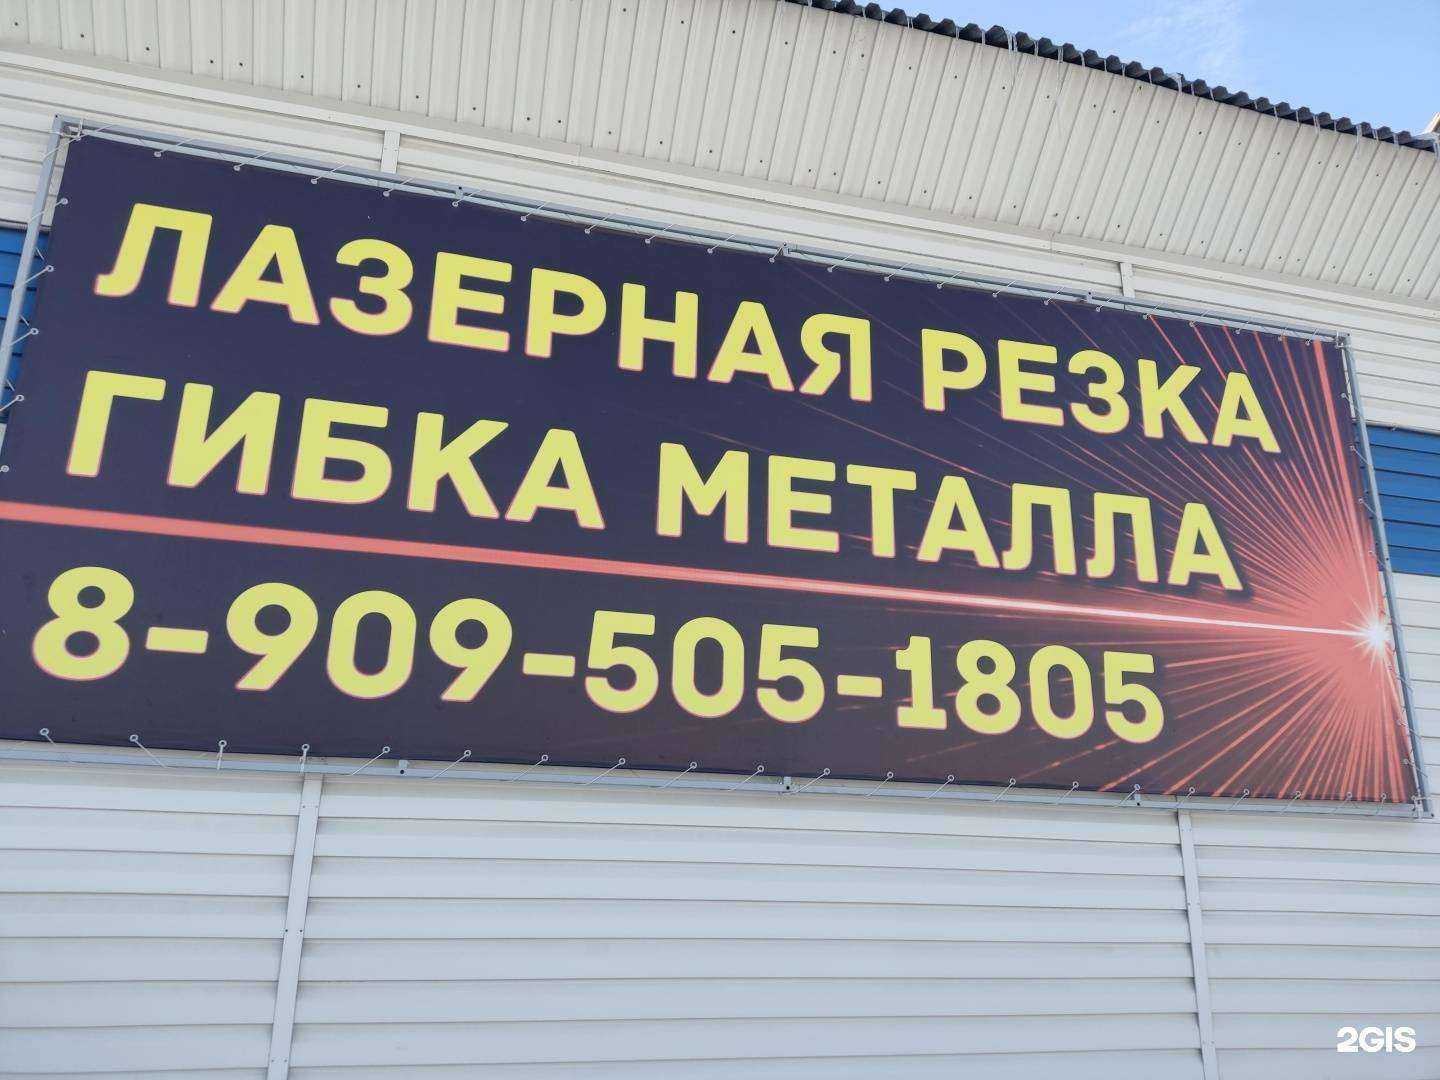 ЛАЗЕРНАЯ РЕЗКА
ГИБКА МЕТАЛЛА
8-909-505-1805
2GIS